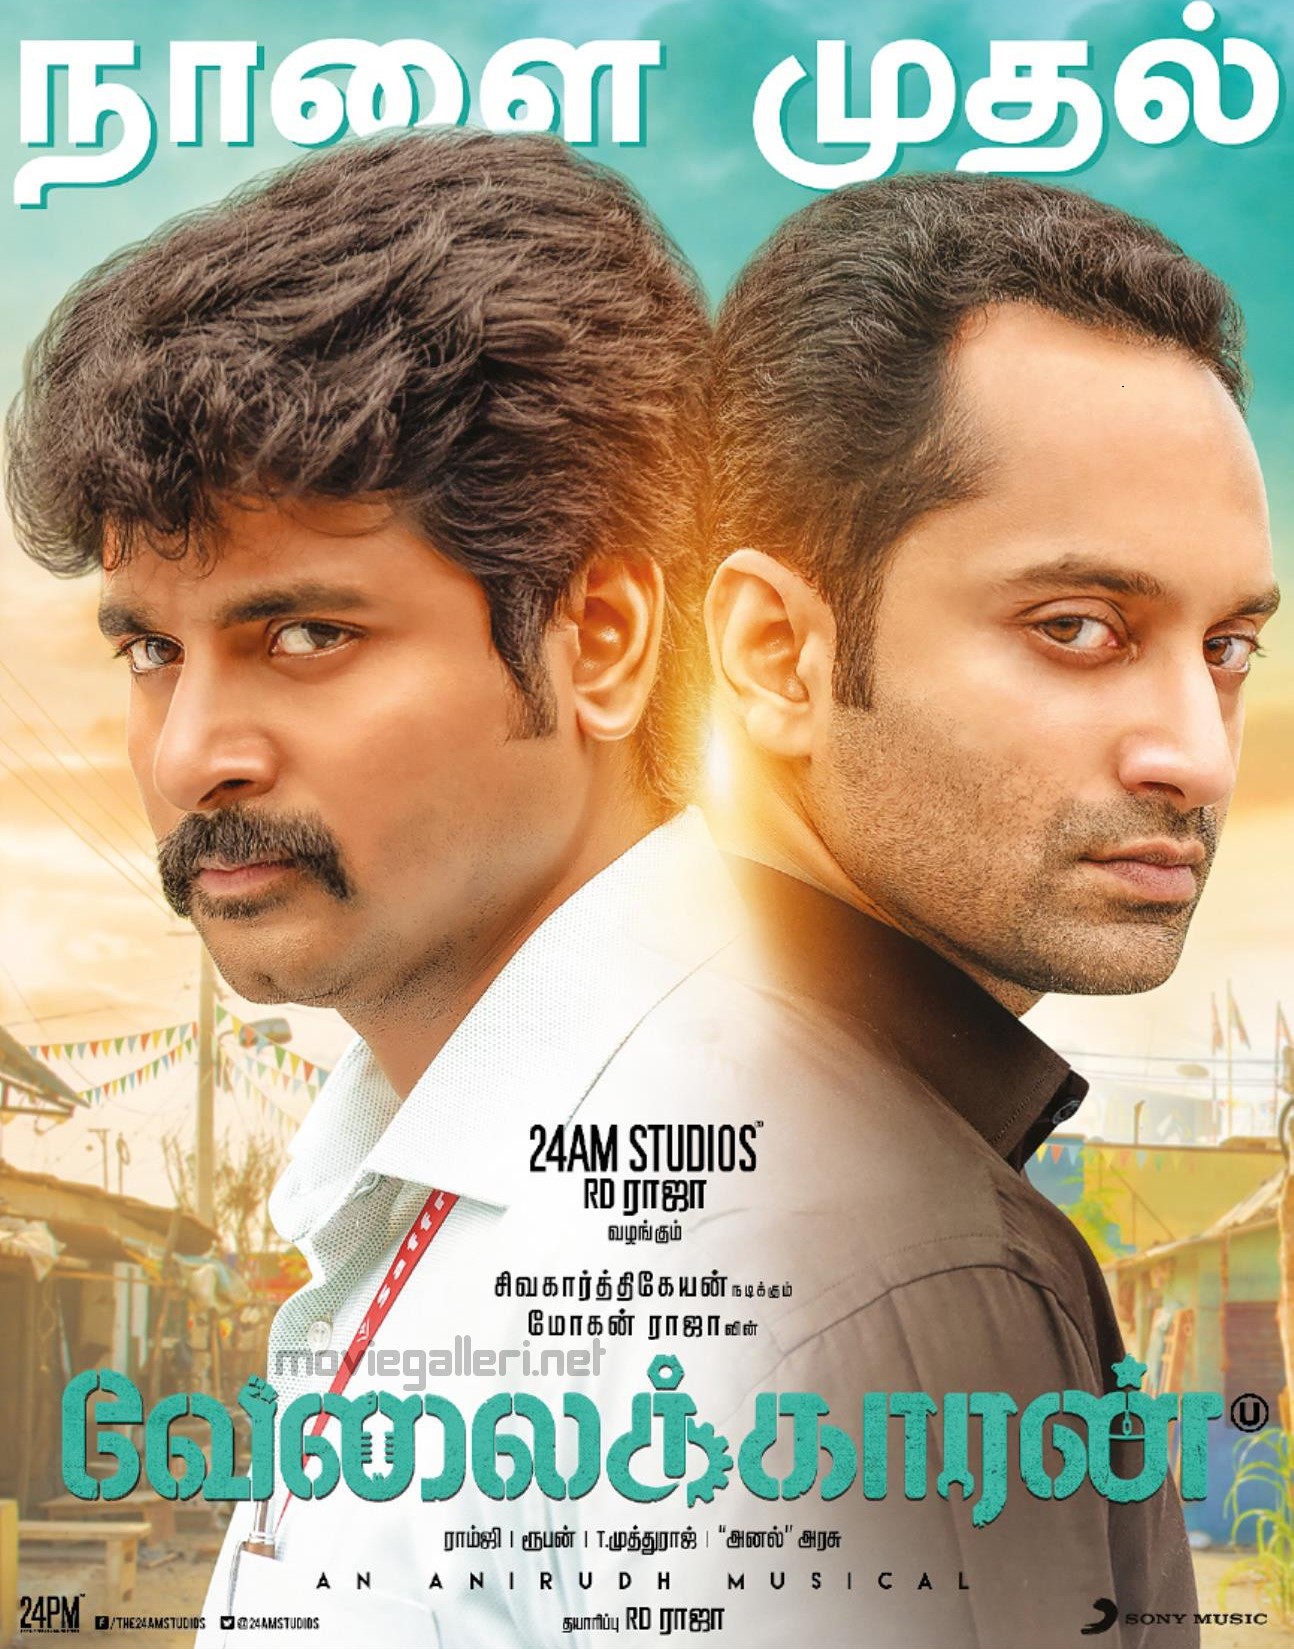 நாளை முதல்
24AM STUDIOS
RD ராஜா
வழங்கும்
சிவகார்த்திகேயன் நடிக்கும்
மோகன் ராஜாவின்
moviegalleri.net
வேலைக்காரன் U
ராம்ஜி | ரூபன் | T.முத்துராஜ் | "அனல்" அரசு
AN ANIRUDH MUSICAL
24PM /THE24AMSTUDIOS @24AMSTUDIOS தயாரிப்பு RD ராஜா SONY MUSIC